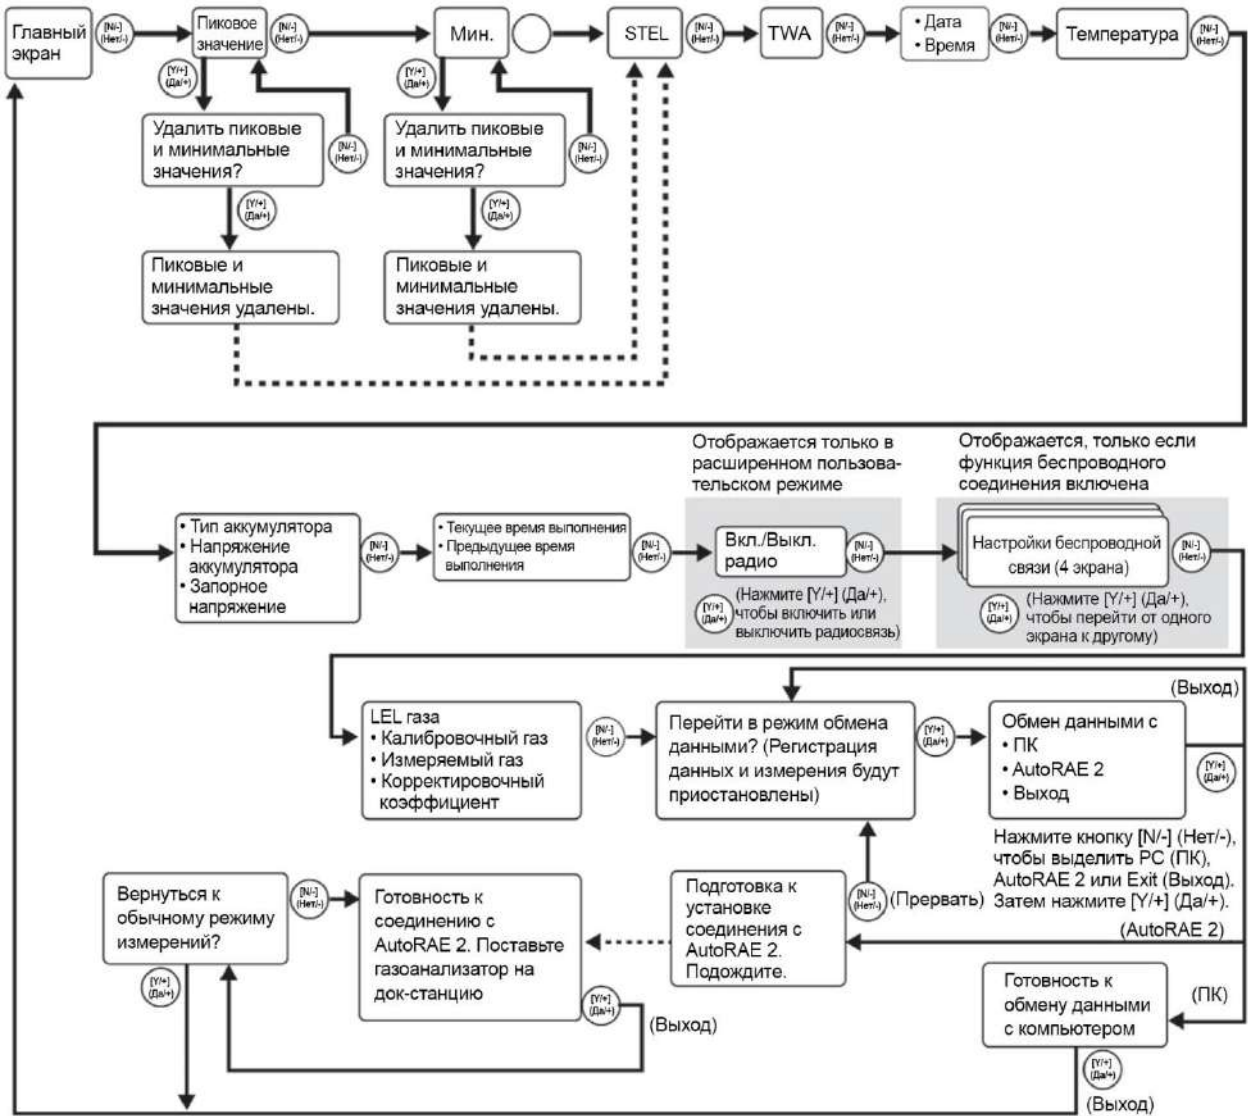 Главный
экран
[N/-]
(Нет/-)
Пиковое
значение
[N/-]
(Нет/-)
Мин.
STEL
[N/-]
(Нет/-)
TWA
[N/-]
(Нет/-)
• Дата
• Время
[N/-]
(Нет/-)
Температура
[N/-]
(Нет/-)
[Y/+]
(Да/+)
[Y/+]
(Да/+)
Удалить пиковые
и минимальные
значения?
[N/-]
(Нет/-)
Удалить пиковые
и минимальные
значения?
[N/-]
(Нет/-)
[Y/+]
(Да/+)
[Y/+]
(Да/+)
Пиковые и
минимальные
значения удалены.
Пиковые и
минимальные
значения удалены.
Отображается только в
расширенном пользова-
тельском режиме
Отображается, только если
функция беспроводного
соединения включена
• Тип аккумулятора
• Напряжение
аккумулятора
• Запорное
напряжение
[N/-]
(Нет/-)
• Текущее время выполнения
• Предыдущее время
выполнения
[N/-]
(Нет/-)
Вкл./Выкл.
радио
[N/-]
(Нет/-)
[Y/+]
(Да/+)
(Нажмите [Y/+] (Да/+),
чтобы включить или
выключить радиосвязь)
Настройки беспроводной
связи (4 экрана)
[N/-]
(Нет/-)
[Y/+]
(Да/+)
(Нажмите [Y/+] (Да/+),
чтобы перейти от одного
экрана к другому)
LEL газа
• Калибровочный газ
• Измеряемый газ
• Корректировочный
коэффициент
[N/-]
(Нет/-)
Перейти в режим обмена
данными? (Регистрация
данных и измерения будут
приостановлены)
[Y/+]
(Да/+)
(Выход)
Обмен данными с
• ПК
• AutoRAE 2
• Выход
[Y/+]
(Да/+)
Нажмите кнопку [N/-] (Нет/-),
чтобы выделить PC (ПК),
AutoRAE 2 или Exit (Выход).
Затем нажмите [Y/+] (Да/+).
(AutoRAE 2)
Вернуться к
обычному режиму
измерений?
[N/-]
(Нет/-)
Готовность к
соединению с
AutoRAE 2. Поставьте
газоанализатор на
док-станцию
Подготовка к
установке
соединения с
AutoRAE 2.
Подождите.
[N/-]
(Нет/-)
(Прервать)
[Y/+]
(Да/+)
[Y/+]
(Да/+)
(Выход)
Готовность к
обмену данными
с компьютером
(ПК)
[Y/+]
(Да/+)
(Выход)